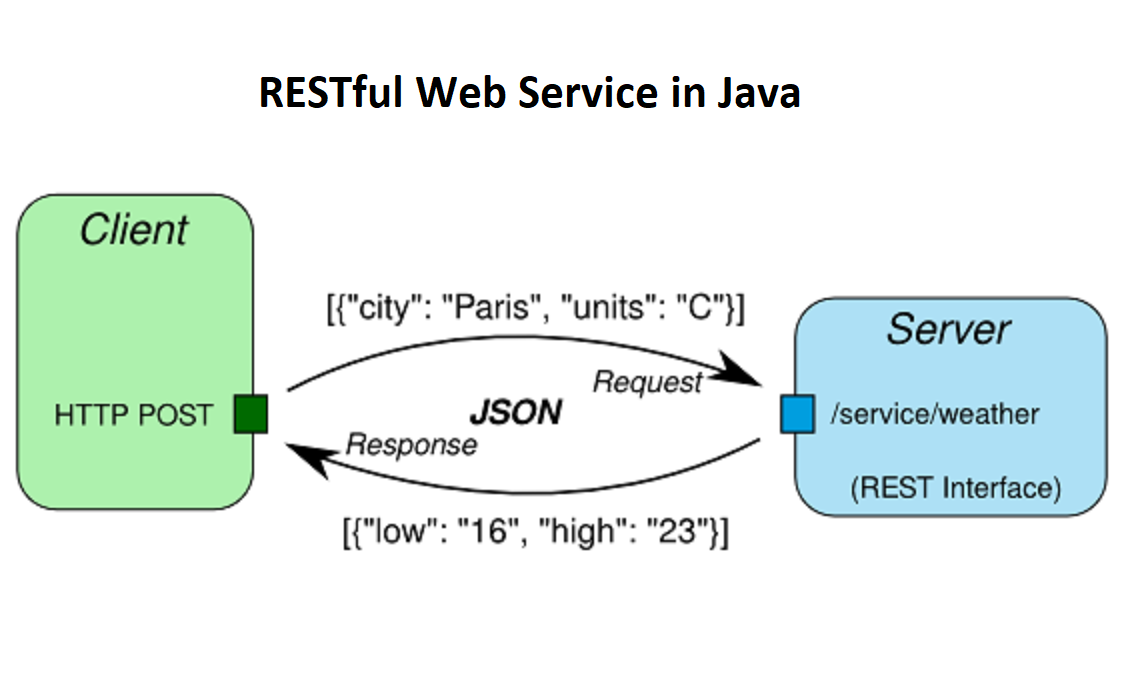 RESTful Web Service in Java
Client
HTTP POST
[{"city": "Paris", "units": "C"}]
Request
JSON
Response
[{"low": "16", "high": "23"}]
Server
/service/weather
(REST Interface)